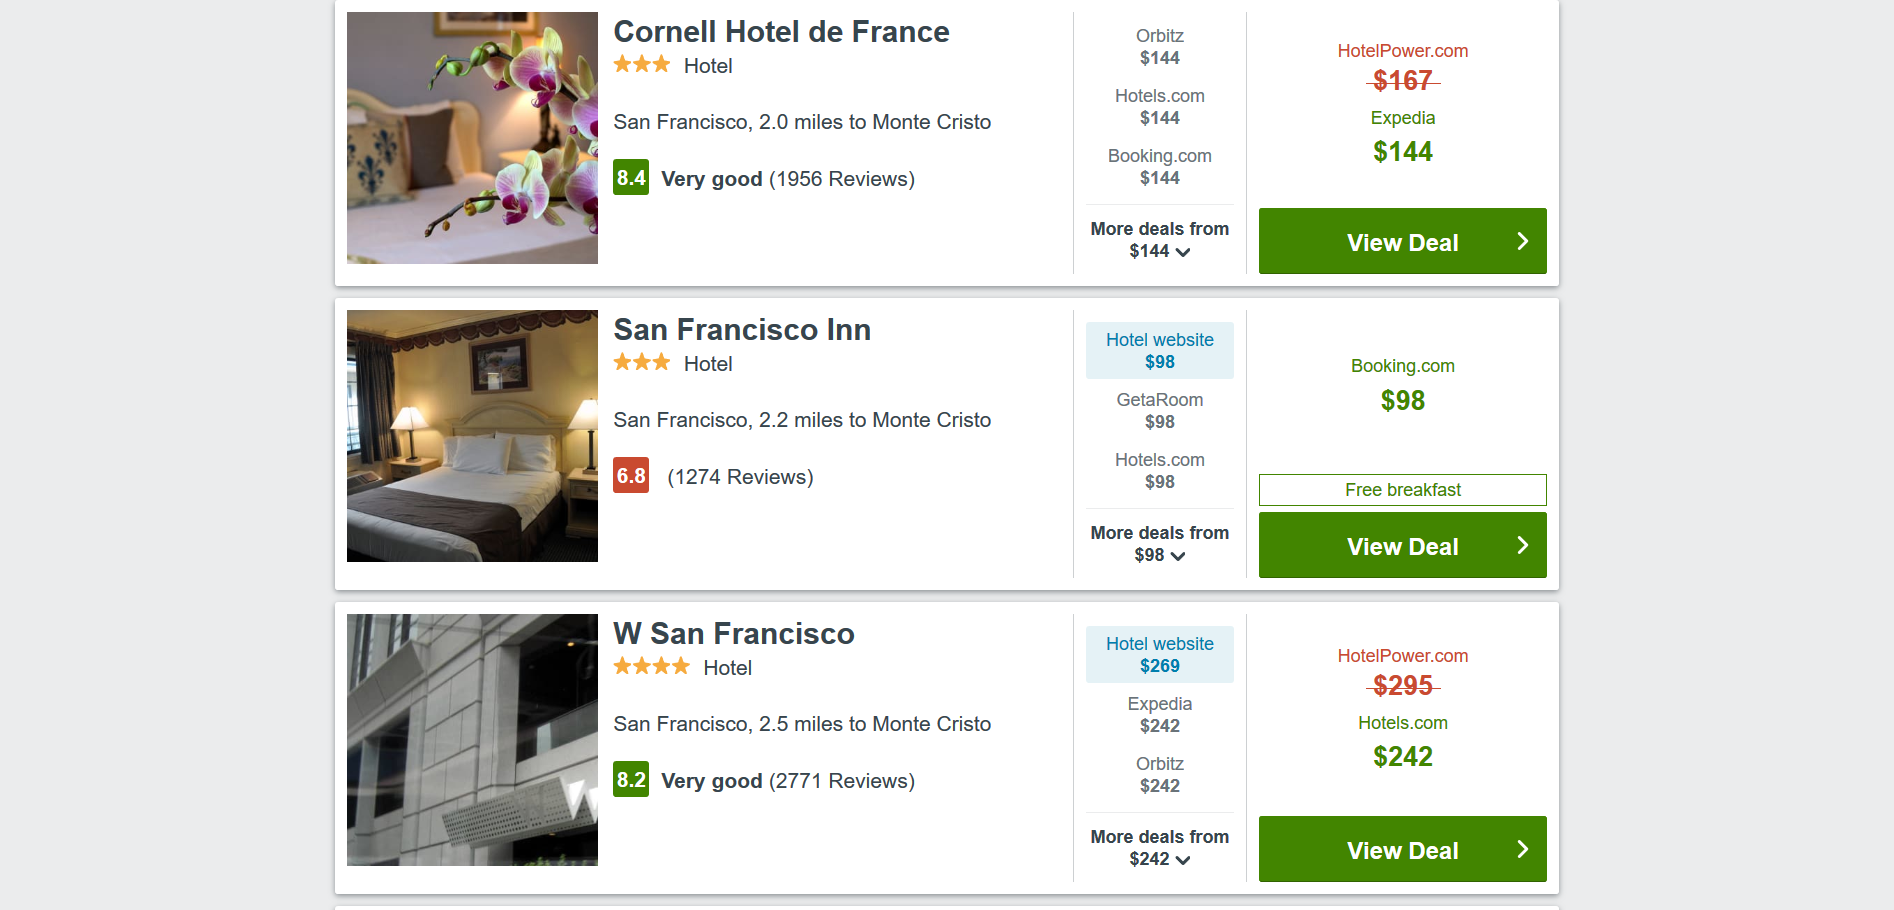 Cornell Hotel de France
Hotel
San Francisco, 2.0 miles to Monte Cristo
8.4 Very good (1956 Reviews)
Orbitz
$144
Hotels.com
$144
Booking.com
$144
More deals from
$144
HotelPower.com
$167
Expedia
$144
View Deal
San Francisco Inn
Hotel
San Francisco, 2.2 miles to Monte Cristo
6.8 (1274 Reviews)
Hotel website
$98
GetaRoom
$98
Hotels.com
$98
More deals from
$98
Booking.com
$98
Free breakfast
View Deal
W San Francisco
Hotel
San Francisco, 2.5 miles to Monte Cristo
8.2 Very good (2771 Reviews)
W
Hotel website
$269
Expedia
$242
Orbitz
$242
More deals from
$242
HotelPower.com
$295
Hotels.com
$242
View Deal